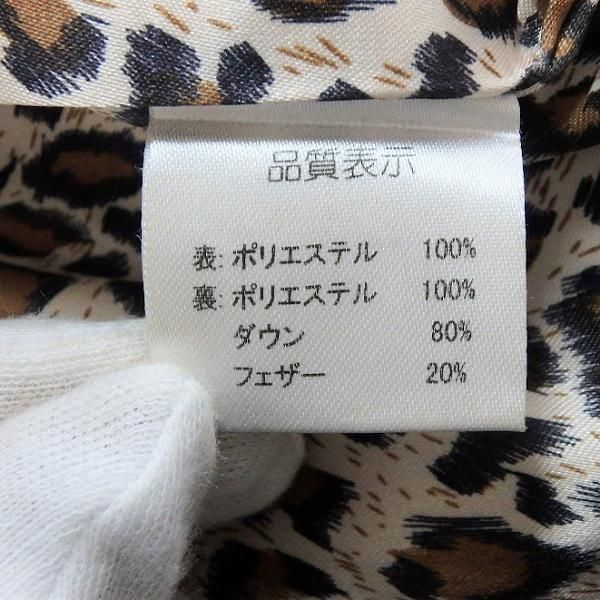 品質表示
表: ポリエステル 100%
裏: ポリエステル 100%
ダウン 80%
フェザー 20%